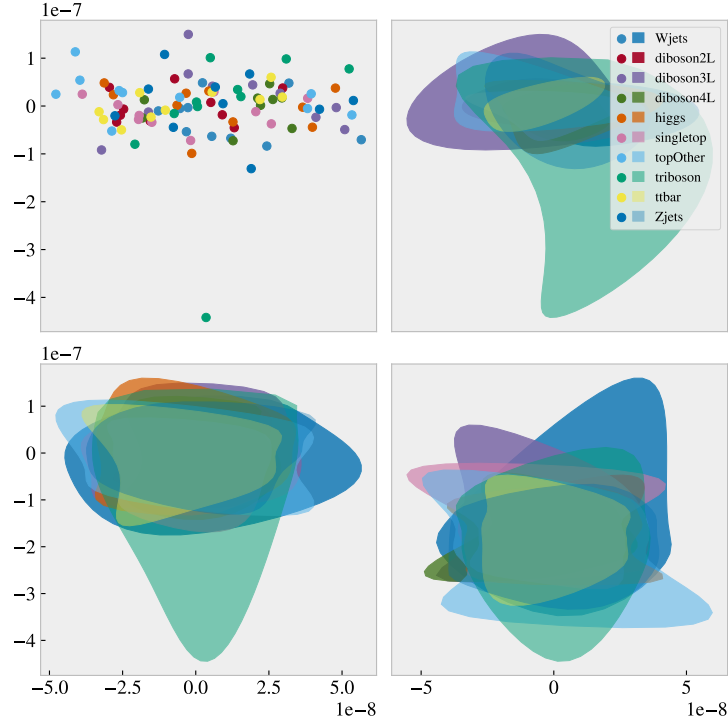 1e−7
1
0
−1
−2
−3
−4
Wjets
diboson2L
diboson3L
diboson4L
higgs
singletop
topOther
triboson
ttbar
Zjets
1e−7
1
0
−1
−2
−3
−4
−5.0 −2.5 0.0 2.5 5.0
1e−8
−5 0 5
1e−8